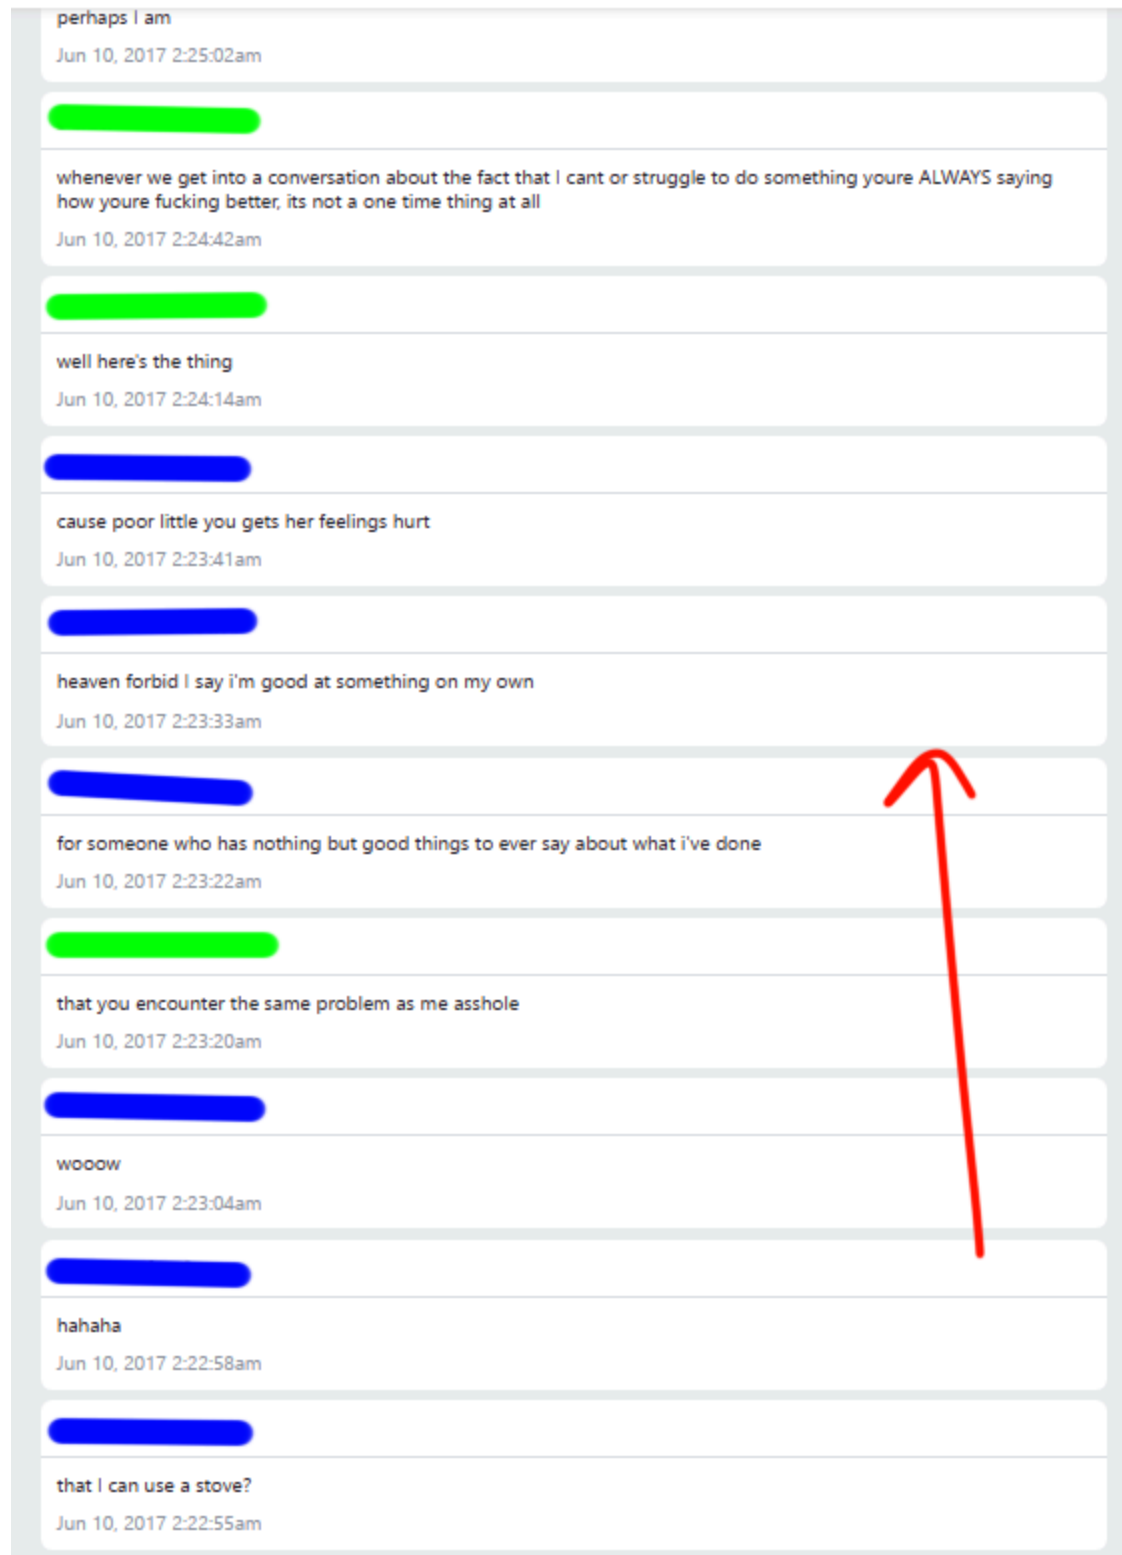 perhaps I am
Jun 10, 2017 2:25:02am
whenever we get into a conversation about the fact that I cant or struggle to do something youre ALWAYS saying
how youre fucking better, its not a one time thing at all
Jun 10, 2017 2:24:42am
well here's the thing
Jun 10, 2017 2:24:14am
cause poor little you gets her feelings hurt
Jun 10, 2017 2:23:41am
heaven forbid I say i'm good at something on my own
Jun 10, 2017 2:23:33am
for someone who has nothing but good things to ever say about what i've done
Jun 10, 2017 2:23:22am
that you encounter the same problem as me asshole
Jun 10, 2017 2:23:20am
wooow
Jun 10, 2017 2:23:04am
hahaha
Jun 10, 2017 2:22:58am
that I can use a stove?
Jun 10, 2017 2:22:55am